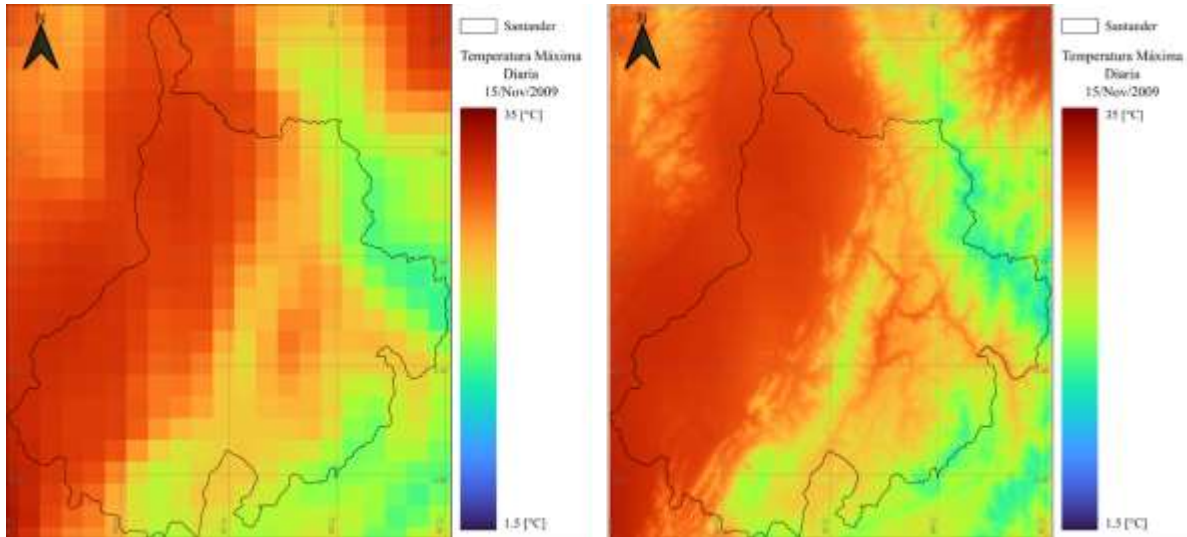 N
Santander
Temperatura Máxima
Diaria
15/Nov/2009
35 [°C]
1.5 [°C]
N
Santander
Temperatura Máxima
Diaria
15/Nov/2009
35 [°C]
1.5 [°C]